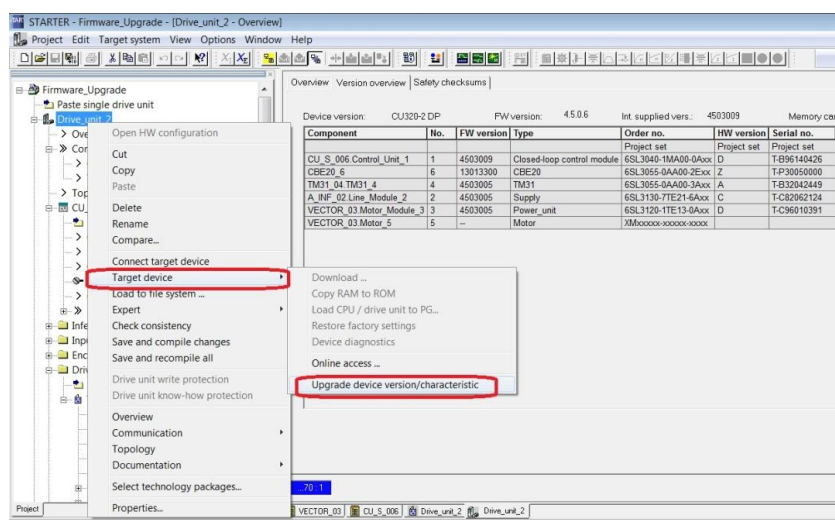 STARTER - Firmware_Upgrade - [Drive_unit_2 - Overview]
Project Edit Target system View Options Window Help
Firmware_Upgrade
Paste single drive unit
Drive_unit_2
> Ove
Con
Top
CU_
Infe
Inpu
Enc
Driv
Project
Open HW configuration
Cut
Copy
Paste
Delete
Rename
Compare...
Connect target device
Target device
Load to file system ...
Expert
Check consistency
Save and compile changes
Save and recompile all
Drive unit write protection
Drive unit know-how protection
Overview
Communication
Topology
Documentation
Select technology packages...
Properties...
Download ...
Copy RAM to ROM
Load CPU / drive unit to PG...
Restore factory settings
Device diagnostics
Online access ...
Upgrade device version/characteristic
Overview Version overview Safety checksums
Device version: CU320-2 DP FW version: 4.5.0.6 Int. supplied vers.: 4503009 Memory car
Component No. FW version Type Order no. HW version Serial no.
Project set Project set Project set
CU_S_006.Control_Unit_1 1 4503009 Closed-loop control module 6SL3040-1MA00-0Axx D T-B96140426
CBE20_6 6 13013300 CBE20 6SL3055-0AA00-2Exx Z T-P30050000
TM31_04.TM31_4 4 4503005 TM31 6SL3055-0AA00-3Axx A T-B32042449
A_INF_02.Line_Module_2 2 4503005 Supply 6SL3130-7TE21-6Axx C T-C82062124
VECTOR_03.Motor_Module_3 3 4503005 Power_unit 6SL3120-1TE13-0Axx D T-C96010391
VECTOR_03.Motor_5 5 -- Motor XMxxxxx-xxxxx-xxxx
VECTOR_03 CU_S_006 Drive_unit_2 Drive_unit_2